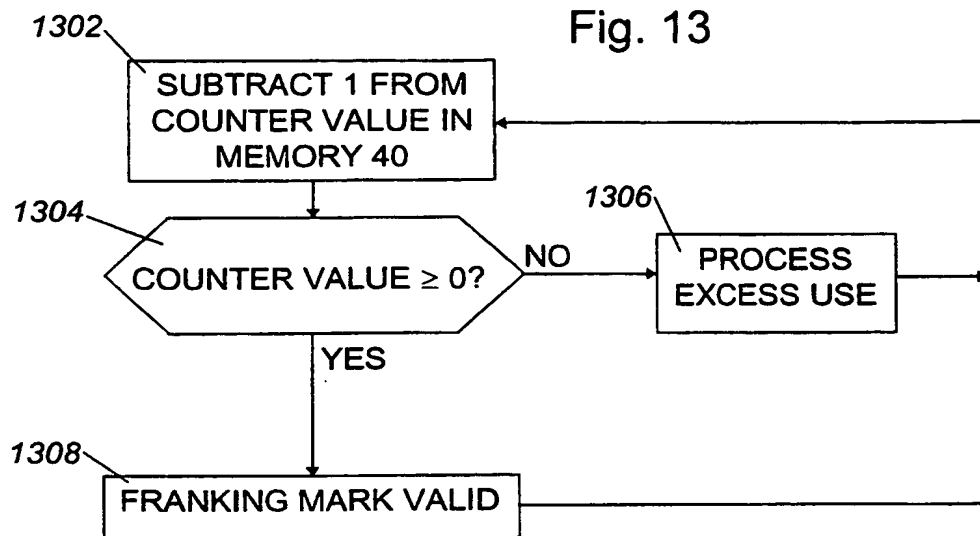 Fig. 13
1302
SUBTRACT 1 FROM
COUNTER VALUE IN
MEMORY 40
1304
COUNTER VALUE ≥ 0?
NO
1306
PROCESS
EXCESS USE
YES
1308
FRANKING MARK VALID